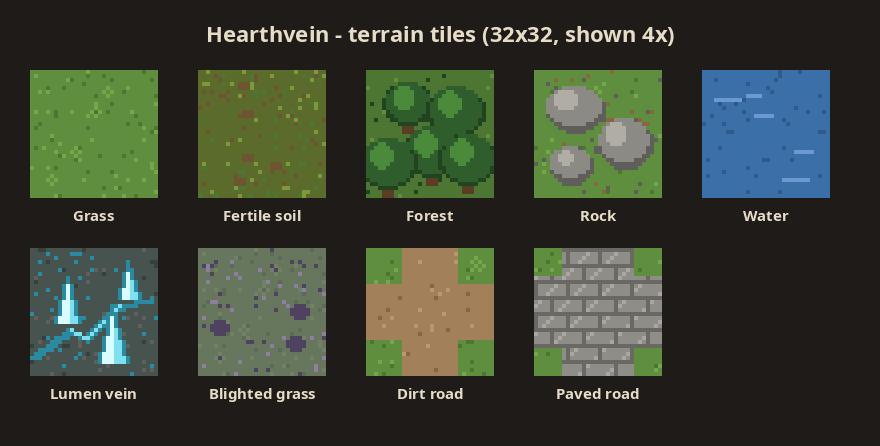 Hearthvein - terrain tiles (32x32, shown 4x)
Grass
Fertile soil
Forest
Rock
Water
Lumen vein
Blighted grass
Dirt road
Paved road